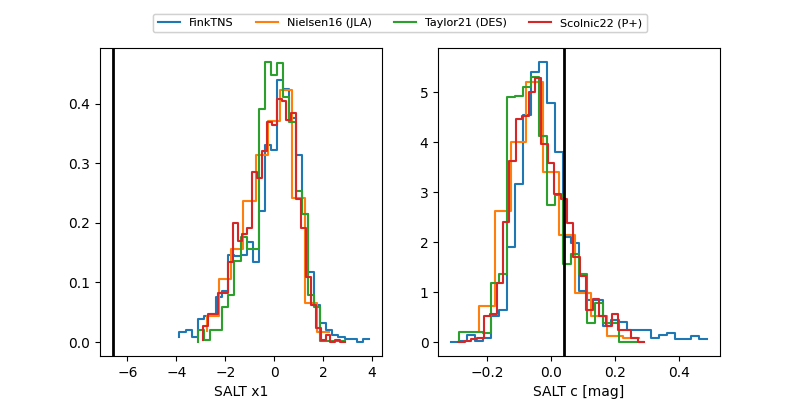 FinkTNS Nielsen16 (JLA) Taylor21 (DES) Scolnic22 (P+)
0.4
0.3
0.2
0.1
0.0
−6 −4 −2 0 2 4
SALT x1
5
4
3
2
1
0
−0.2 0.0 0.2 0.4
SALT c [mag]